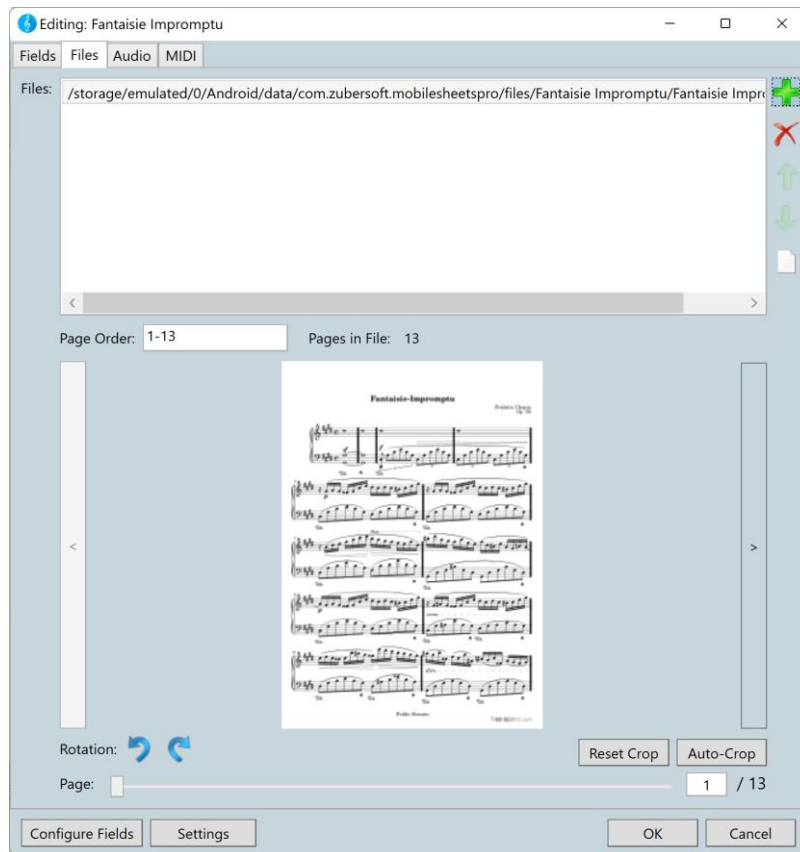 Editing: Fantaisie Impromptu
Fields Files Audio MIDI
Files:
/storage/emulated/0/Android/data/com.zubersoft.mobilesheetspro/files/Fantaisie Impromptu/Fantaisie Impro
Page Order: 1-13 Pages in File: 13
Fantaisie-Impromptu
Frédéric Chopin
Public Domain
< >
Rotation: Reset Crop Auto-Crop
Page: 1 / 13
Configure Fields Settings OK Cancel